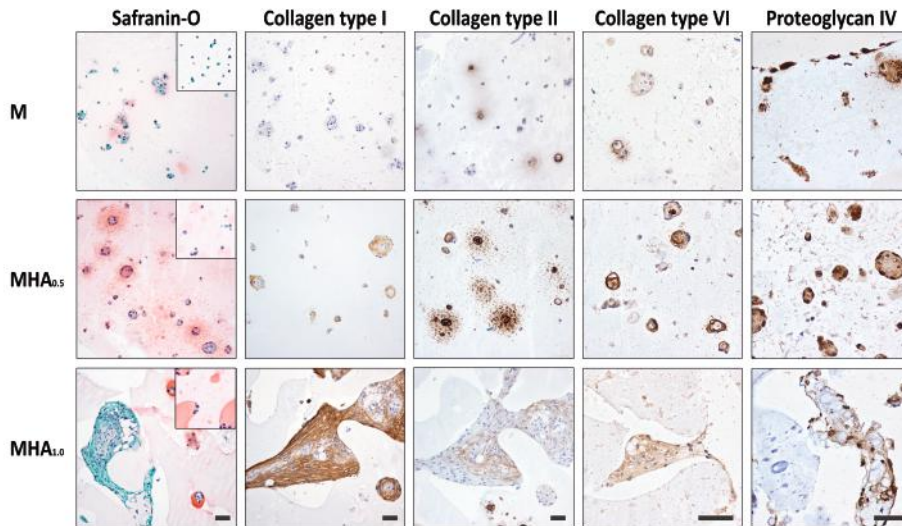 Safranin-O Collagen type I Collagen type II Collagen type VI Proteoglycan IV
M
MHA0.5
MHA1.0